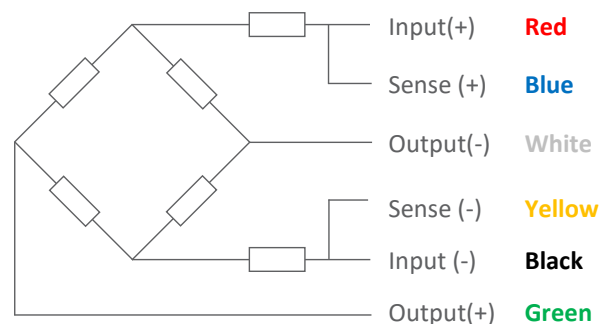 Input(+) Red
Sense (+) Blue
Output(-) White
Sense (-) Yellow
Input (-) Black
Output(+) Green